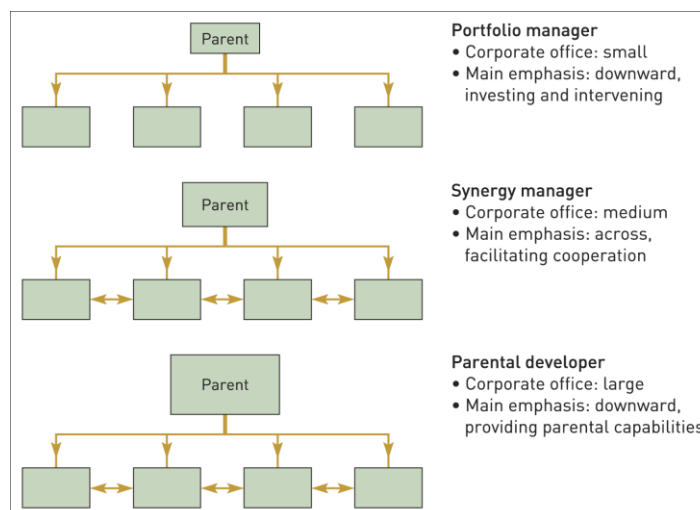 Parent
Portfolio manager
• Corporate office: small
• Main emphasis: downward,
investing and intervening
Parent
Synergy manager
• Corporate office: medium
• Main emphasis: across,
facilitating cooperation
Parent
Parental developer
• Corporate office: large
• Main emphasis: downward,
providing parental capabilities